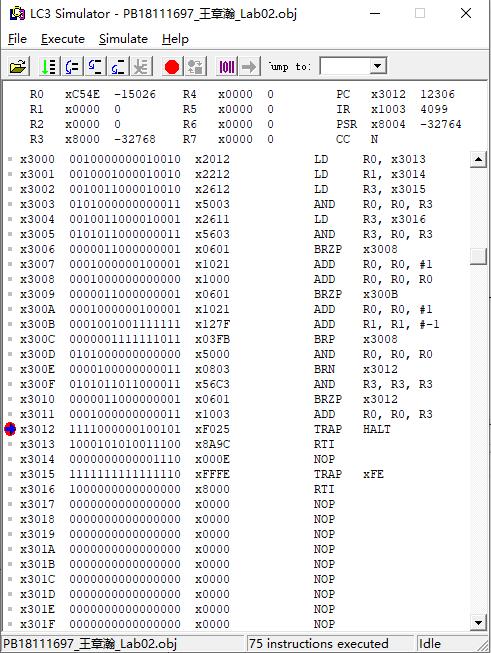 LC3 Simulator - PB18111697_王章瀚_Lab02.obj
File Execute Simulate Help
Jump to:
R0 xC54E -15026 R4 x0000 0 PC x3012 12306
R1 x0000 0 R5 x0000 0 IR x1003 4099
R2 x0000 0 R6 x0000 0 PSR x8004 -32764
R3 x8000 -32768 R7 x0000 0 CC N
x3000 0010000000010010 x2012 LD R0, x3013
x3001 0010001000010010 x2212 LD R1, x3014
x3002 0010011000010010 x2612 LD R3, x3015
x3003 0101000000000011 x5003 AND R0, R0, R3
x3004 0010011000010001 x2611 LD R3, x3016
x3005 0101011000000011 x5603 AND R3, R0, R3
x3006 0000011000000001 x0601 BRZP x3008
x3007 0001000000100001 x1021 ADD R0, R0, #1
x3008 0001000000000000 x1000 ADD R0, R0, R0
x3009 0000011000000001 x0601 BRZP x300B
x300A 0001000000100001 x1021 ADD R0, R0, #1
x300B 0001001001111111 x127F ADD R1, R1, #-1
x300C 0000001111111011 x03FB BRP x3008
x300D 0101000000000000 x5000 AND R0, R0, R0
x300E 0000100000000011 x0803 BRN x3012
x300F 0101011011000011 x56C3 AND R3, R3, R3
x3010 0000011000000001 x0601 BRZP x3012
x3011 0001000000000011 x1003 ADD R0, R0, R3
x3012 1111000000100101 xF025 TRAP HALT
x3013 1000101010011100 x8A9C RTI
x3014 0000000000001110 x000E NOP
x3015 1111111111111110 xFFFE TRAP xFE
x3016 1000000000000000 x8000 RTI
x3017 0000000000000000 x0000 NOP
x3018 0000000000000000 x0000 NOP
x3019 0000000000000000 x0000 NOP
x301A 0000000000000000 x0000 NOP
x301B 0000000000000000 x0000 NOP
x301C 0000000000000000 x0000 NOP
x301D 0000000000000000 x0000 NOP
x301E 0000000000000000 x0000 NOP
x301F 0000000000000000 x0000 NOP
PB18111697_王章瀚_Lab02.obj 75 instructions executed Idle